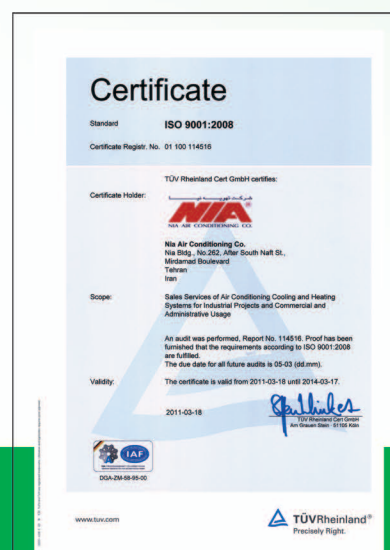 Certificate
Standard ISO 9001:2008
Certificate Registr. No. 01 100 114516
TÜV Rheinland Cert GmbH certifies:
Certificate Holder:
شرکت تهویه نیا
NIA
NIA AIR CONDITIONING CO.
Nia Air Conditioning Co.
Nia Bldg., No.262, After South Naft St.,
Mirdamad Boulevard
Tehran
Iran
Scope: Sales Services of Air Conditioning Cooling and Heating
Systems for Industrial Projects and Commercial and
Administrative Usage
An audit was performed, Report No. 114516. Proof has been
furnished that the requirements according to ISO 9001:2008
are fulfilled.
The due date for all future audits is 05-03 (dd.mm).
Validity: The certificate is valid from 2011-03-18 until 2014-03-17.
2011-03-18
TÜV Rheinland Cert GmbH
Am Grauen Stein · 51105 Köln
IAF
DGA-ZM-58-95-00
www.tuv.com
TÜVRheinland®
Precisely Right.